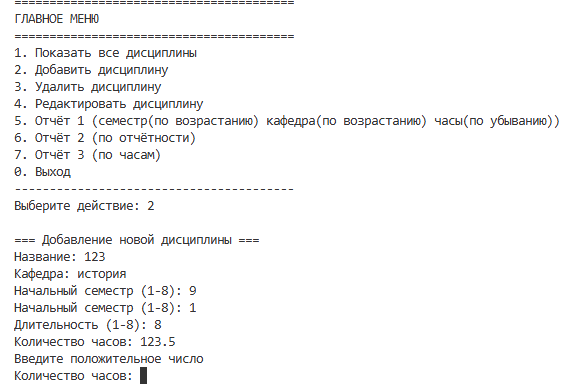 ========================================
ГЛАВНОЕ МЕНЮ
========================================
1. Показать все дисциплины
2. Добавить дисциплину
3. Удалить дисциплину
4. Редактировать дисциплину
5. Отчёт 1 (семестр(по возрастанию) кафедра(по возрастанию) часы(по убыванию))
6. Отчёт 2 (по отчётности)
7. Отчёт 3 (по часам)
0. Выход
----------------------------------------
Выберите действие: 2

=== Добавление новой дисциплины ===
Название: 123
Кафедра: история
Начальный семестр (1-8): 9
Начальный семестр (1-8): 1
Длительность (1-8): 8
Количество часов: 123.5
Введите положительное число
Количество часов: